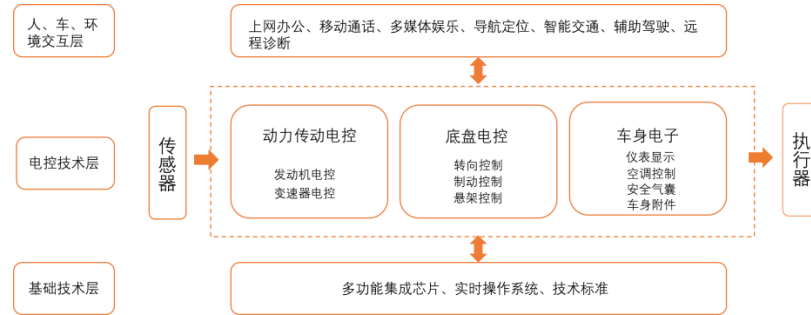 人、车、环
境交互层
上网办公、移动通话、多媒体娱乐、导航定位、智能交通、辅助驾驶、远
程诊断
电控技术层
传感器
动力传动电控
发动机电控
变速器电控
底盘电控
转向控制
制动控制
悬架控制
车身电子
仪表显示
空调控制
安全气囊
车身附件
执行器
基础技术层
多功能集成芯片、实时操作系统、技术标准